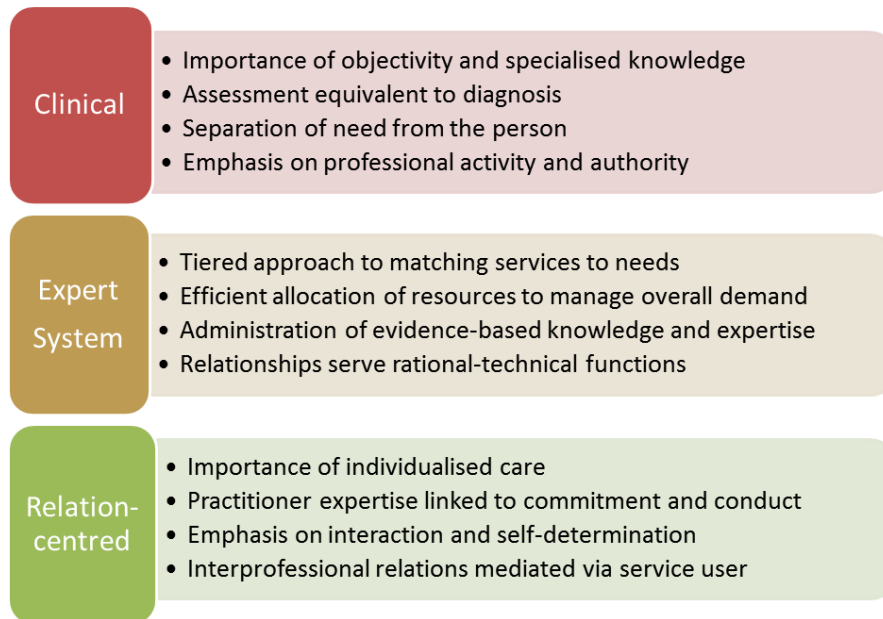 Clinical
• Importance of objectivity and specialised knowledge
• Assessment equivalent to diagnosis
• Separation of need from the person
• Emphasis on professional activity and authority
Expert
System
• Tiered approach to matching services to needs
• Efficient allocation of resources to manage overall demand
• Administration of evidence-based knowledge and expertise
• Relationships serve rational-technical functions
Relation-
centred
• Importance of individualised care
• Practitioner expertise linked to commitment and conduct
• Emphasis on interaction and self-determination
• Interprofessional relations mediated via service user